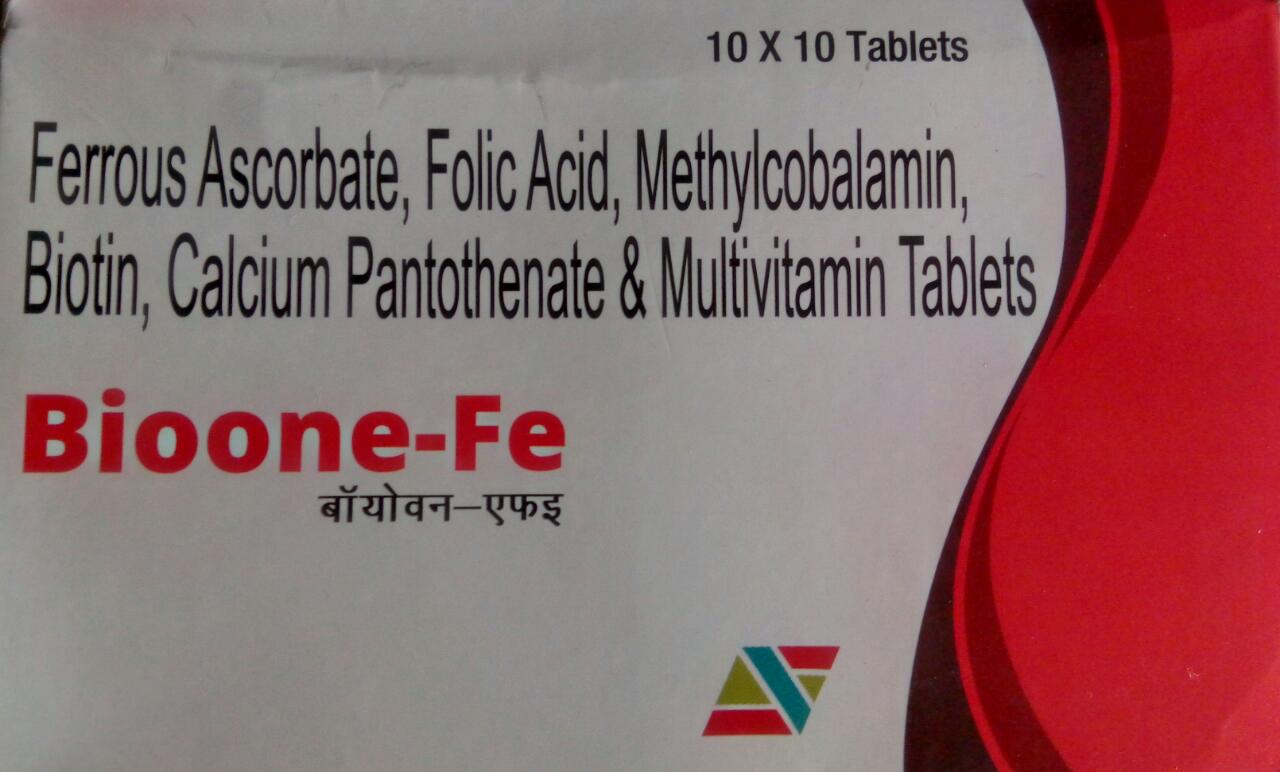 10 X 10 Tablets
Ferrous Ascorbate, Folic Acid, Methylcobalamin,
Biotin, Calcium Pantothenate & Multivitamin Tablets
Bioone-Fe
बॉयोवन–एफइ